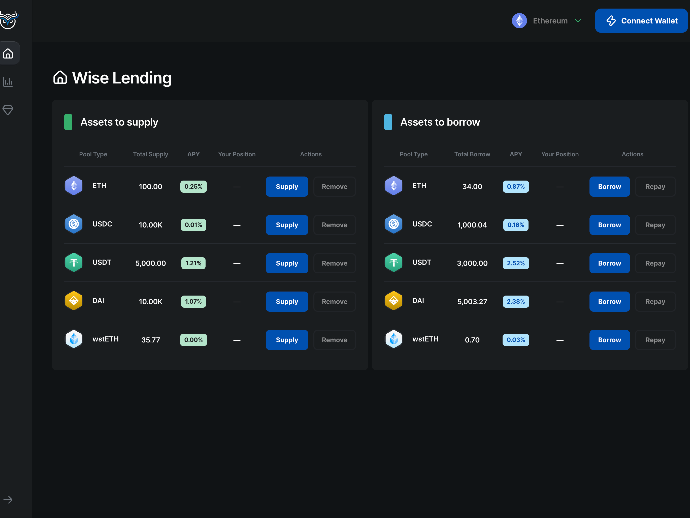 Ethereum
Connect Wallet
Wise Lending
Assets to supply
Pool Type Total Supply APY Your Position Actions
ETH 100.00 0.25% — Supply Remove
USDC 10.00K 0.01% — Supply Remove
USDT 5,000.00 1.21% — Supply Remove
DAI 10.00K 1.07% — Supply Remove
wstETH 35.77 0.00% — Supply Remove
Assets to borrow
Pool Type Total Borrow APY Your Position Actions
ETH 34.00 0.87% — Borrow Repay
USDC 1,000.04 0.16% — Borrow Repay
USDT 3,000.00 2.52% — Borrow Repay
DAI 5,003.27 2.38% — Borrow Repay
wstETH 0.70 0.03% — Borrow Repay